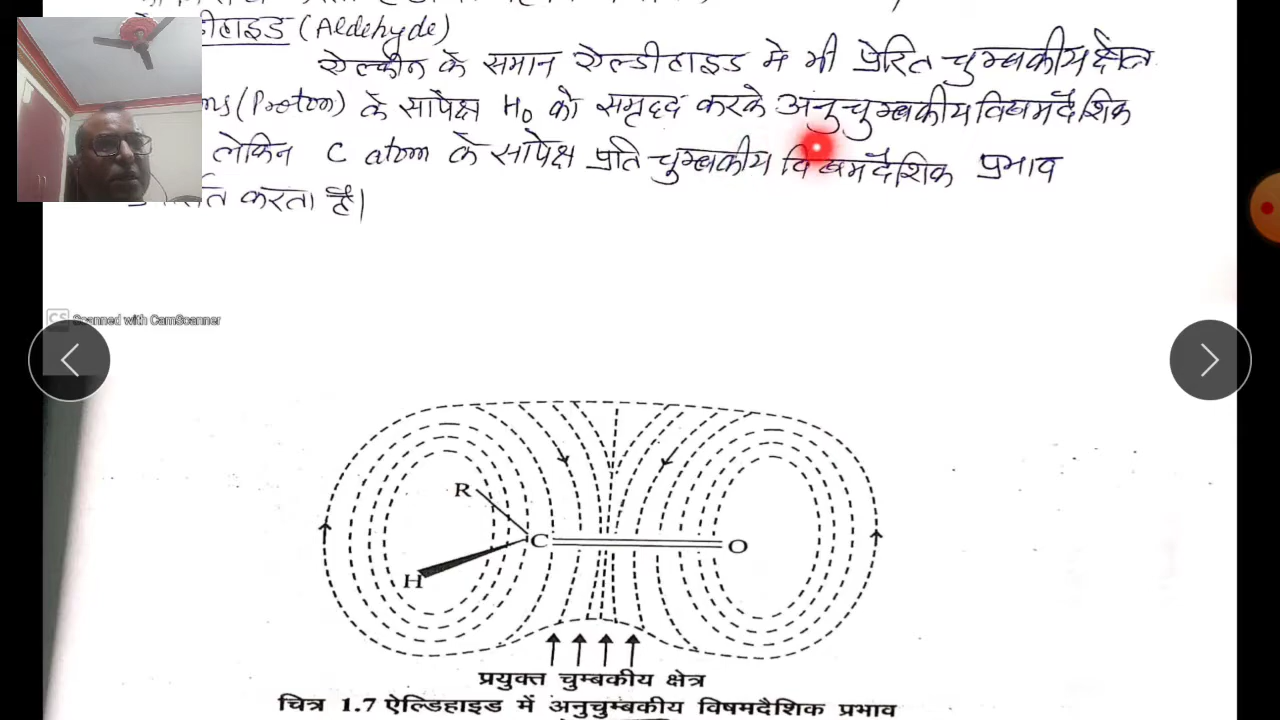 (Aldehyde)
ऐल्कीन के समान ऐल्डीहाइड मे भी प्रेरित चुम्बकीय क्षेत्र
(Proton) के सापेक्ष H₀ को समृद्ध करके अनुचुम्बकीय विषमदैशिक
लेकिन C atom के सापेक्ष प्रति चुम्बकीय विषमदैशिक प्रभाव
करता है।
CS Scanned with CamScanner
R
C
O
H
प्रयुक्त चुम्बकीय क्षेत्र
चित्र 1.7 ऐल्डिहाइड में अनुचुम्बकीय विषमदैशिक प्रभाव